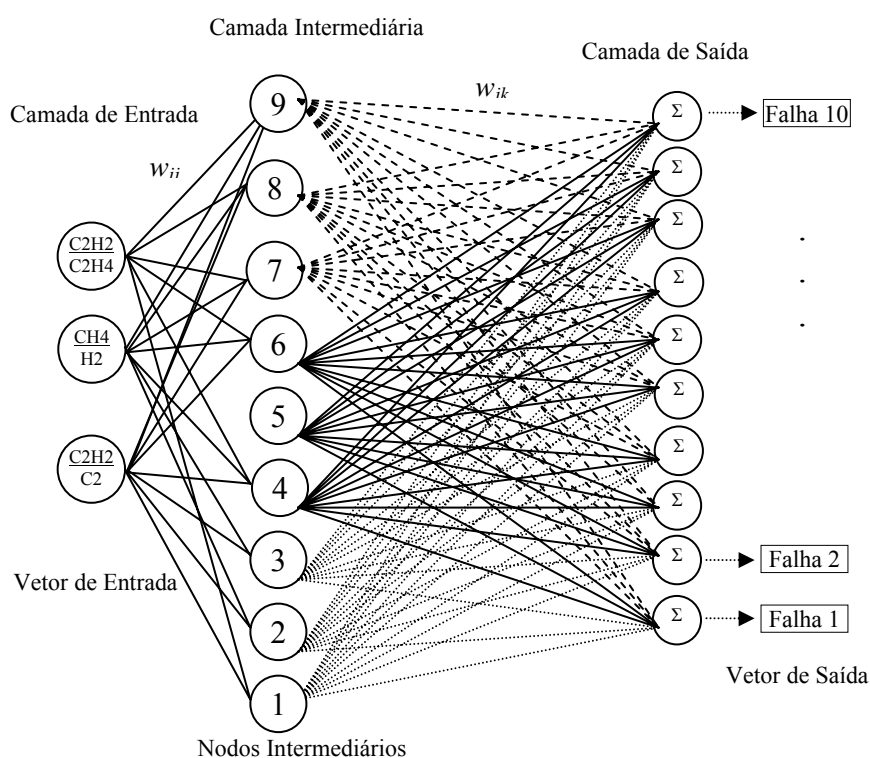 Camada Intermediária
Camada de Saída
Camada de Entrada
w_ij
w_ik
9
8
7
6
5
4
3
2
1
C2H2
C2H4
CH4
H2
C2H2
C2
Σ
Σ
Σ
Σ
Σ
Σ
Σ
Σ
Σ
Σ
Falha 10
.
.
.
Falha 2
Falha 1
Vetor de Entrada
Vetor de Saída
Nodos Intermediários